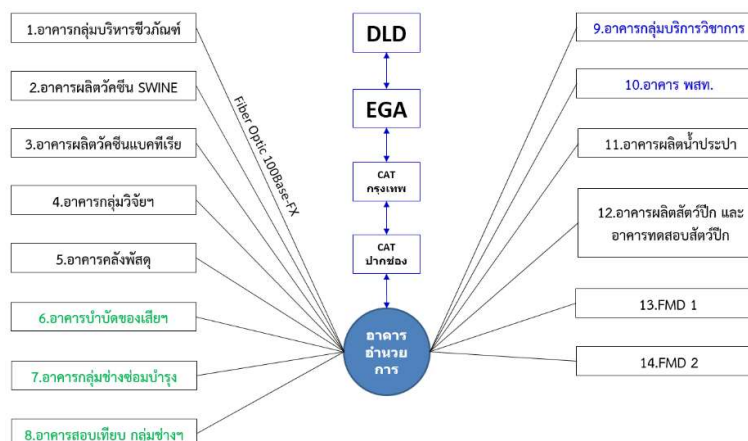 1.อาคารกลุ่มบริหารชีวภัณฑ์
2.อาคารผลิตวัคซีน SWINE
3.อาคารผลิตวัคซีนแบคทีเรีย
4.อาคารกลุ่มวิจัยฯ
5.อาคารคลังพัสดุ
6.อาคารบำบัดของเสียฯ
7.อาคารกลุ่มช่างซ่อมบำรุง
8.อาคารสอบเทียบ กลุ่มช่างฯ
Fiber Optic 100Base-FX
DLD
EGA
CAT
กรุงเทพ
CAT
ปากช่อง
อาคาร
อำนวย
การ
9.อาคารกลุ่มบริการวิชาการ
10.อาคาร พสท.
11.อาคารผลิตน้ำประปา
12.อาคารผลิตสัตว์ปีก และ
อาคารทดสอบสัตว์ปีก
13.FMD 1
14.FMD 2